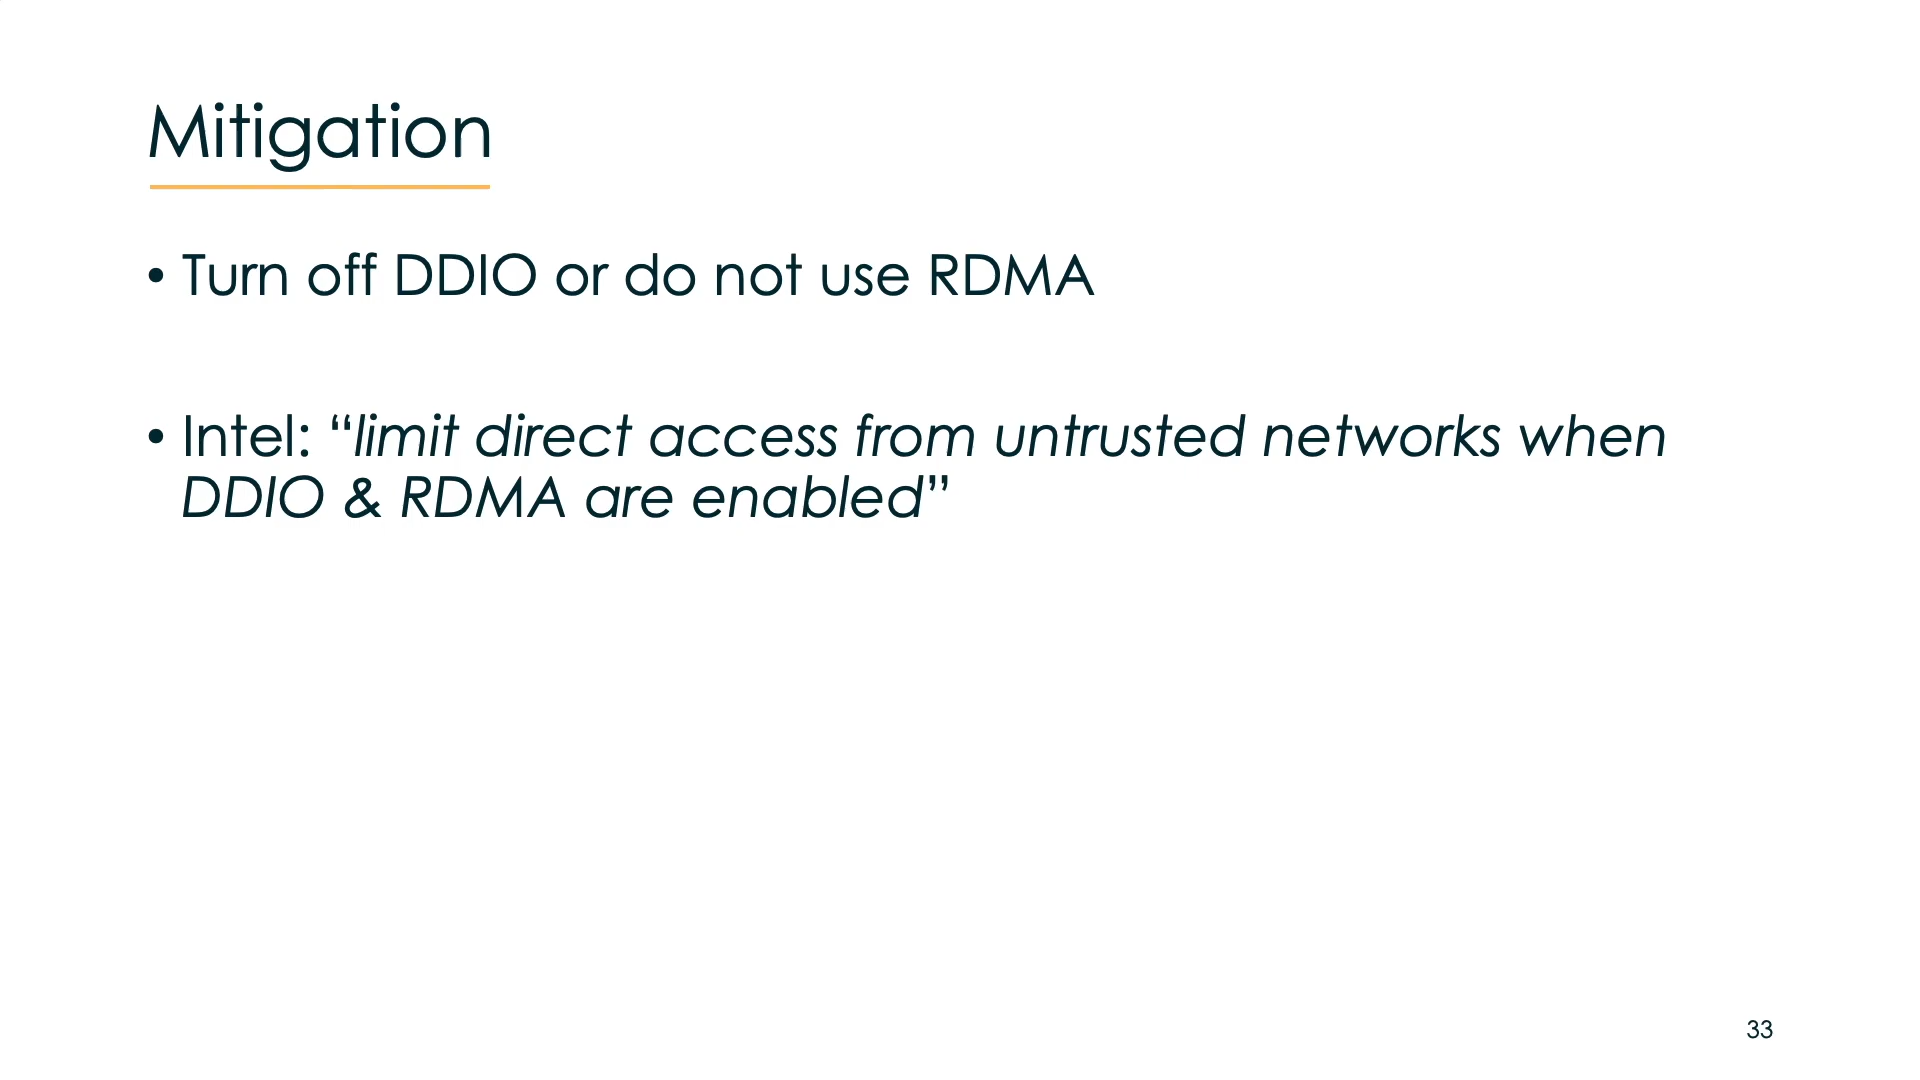 Mitigation
• Turn off DDIO or do not use RDMA
• Intel: “limit direct access from untrusted networks when
DDIO & RDMA are enabled”
33